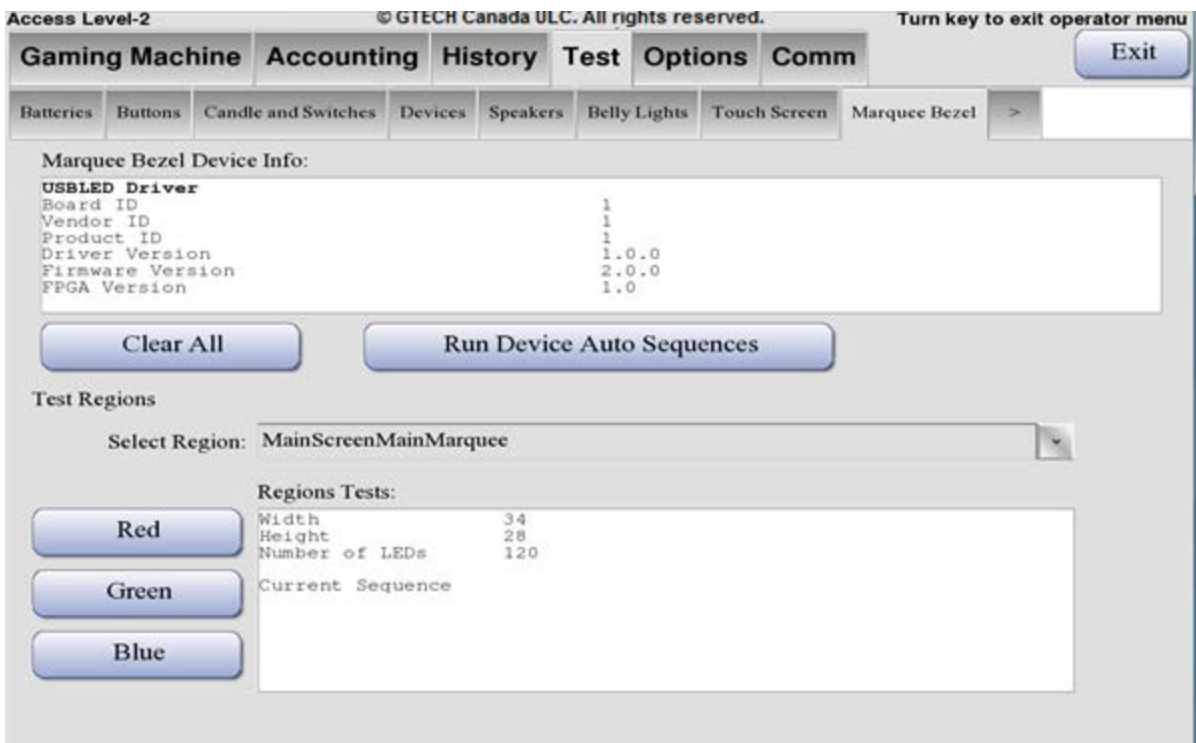 Access Level-2 © GTECH Canada ULC. All rights reserved. Turn key to exit operator menu
Gaming Machine Accounting History Test Options Comm Exit
Batteries Buttons Candle and Switches Devices Speakers Belly Lights Touch Screen Marquee Bezel >
Marquee Bezel Device Info:
USBLED Driver
Board ID 1
Vendor ID 1
Product ID 1
Driver Version 1.0.0
Firmware Version 2.0.0
FPGA Version 1.0
Clear All Run Device Auto Sequences
Test Regions
Select Region: MainScreenMainMarquee
Regions Tests:
Width 34
Height 28
Number of LEDs 120
Current Sequence
Red
Green
Blue